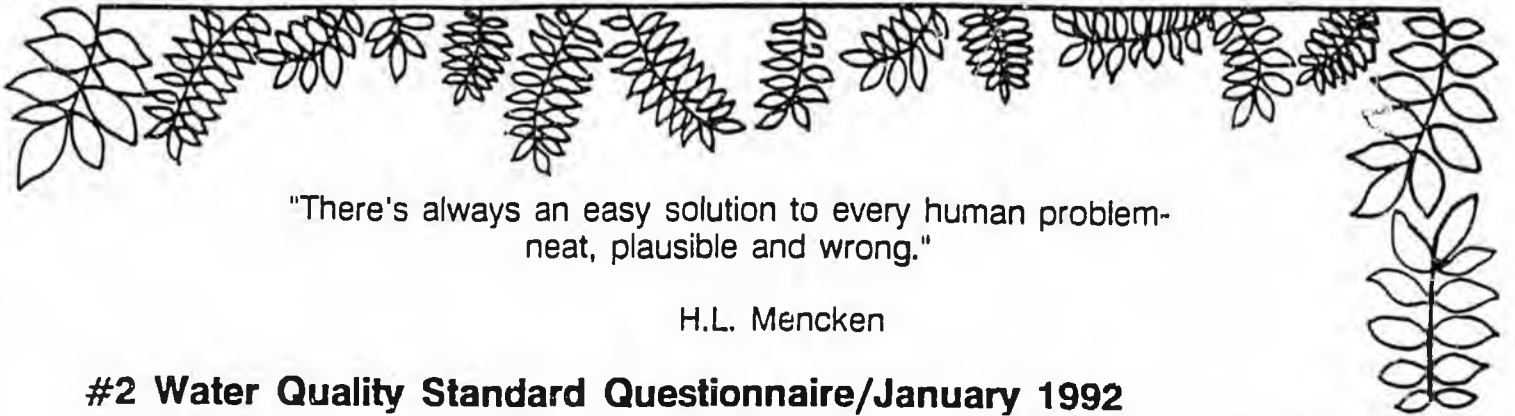 "There's always an easy solution to every human problem-
neat, plausible and wrong."
H.L. Mencken
#2 Water Quality Standard Questionnaire/January 1992